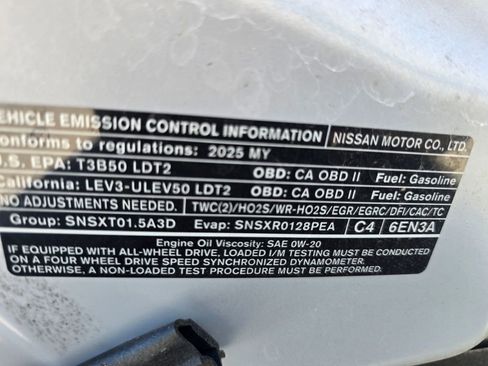 VEHICLE EMISSION CONTROL INFORMATION NISSAN MOTOR CO., LTD.
Conforms to regulations: 2025 MY
U.S. EPA: T3B50 LDT2 OBD: CA OBD II Fuel: Gasoline
California: LEV3-ULEV50 LDT2 OBD: CA OBD II Fuel: Gasoline
NO ADJUSTMENTS NEEDED. TWC(2)/HO2S/WR-HO2S/EGR/EGRC/DFI/CAC/TC
Group: SNSXT01.5A3D Evap: SNSXR0128PEA C4 6EN3A
Engine Oil Viscosity: SAE 0W-20
IF EQUIPPED WITH ALL-WHEEL DRIVE, LOADED I/M TESTING MUST BE CONDUCTED
ON A FOUR WHEEL DRIVE SPEED SYNCHRONIZED DYNAMOMETER.
OTHERWISE, A NON-LOADED TEST PROCEDURE MUST BE PERFORMED.